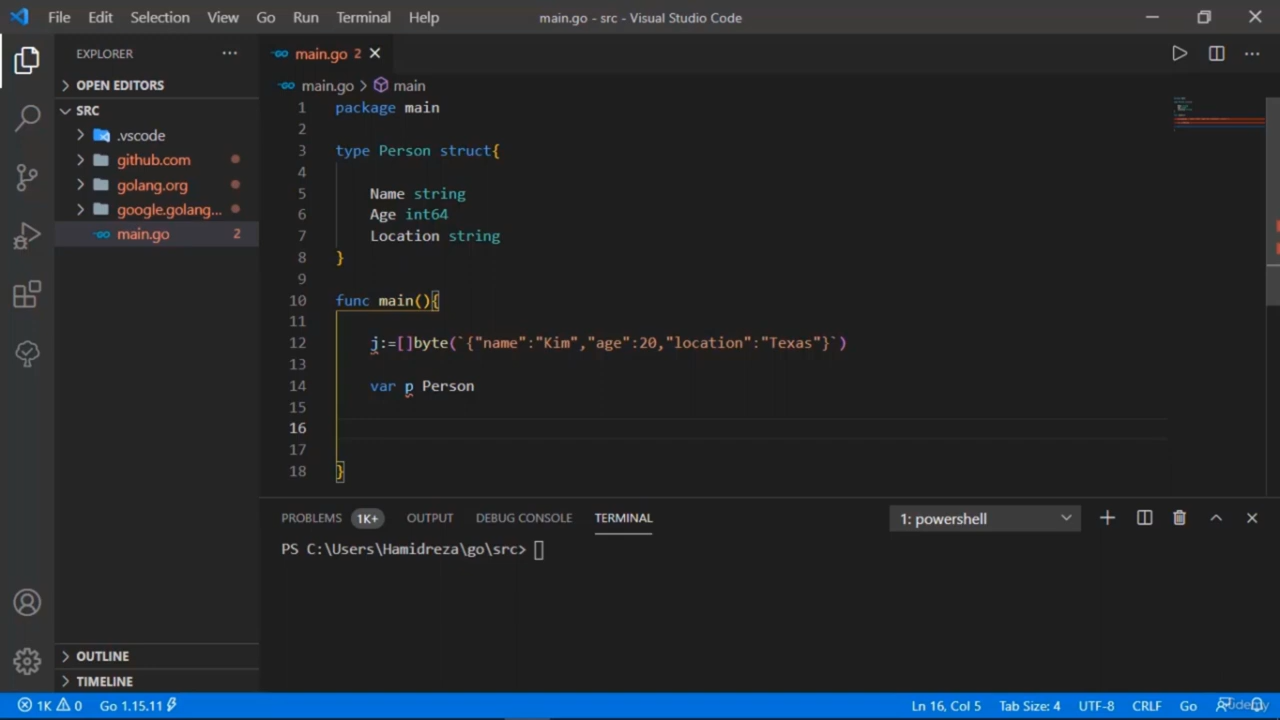 File Edit Selection View Go Run Terminal Help main.go - src - Visual Studio Code
EXPLORER
OPEN EDITORS
SRC
.vscode
github.com
golang.org
google.golang...
main.go 2
OUTLINE
TIMELINE
main.go 2
main.go > main
1 package main
2
3 type Person struct{
4
5 Name string
6 Age int64
7 Location string
8 }
9
10 func main(){
11
12 j:=[]byte(`{"name":"Kim","age":20,"location":"Texas"}`)
13
14 var p Person
15
16
17
18 }
PROBLEMS 1K+ OUTPUT DEBUG CONSOLE TERMINAL 1: powershell
PS C:\Users\Hamidreza\go\src>
1K 0 Go 1.15.11 Ln 16, Col 5 Tab Size: 4 UTF-8 CRLF Go
Udemy